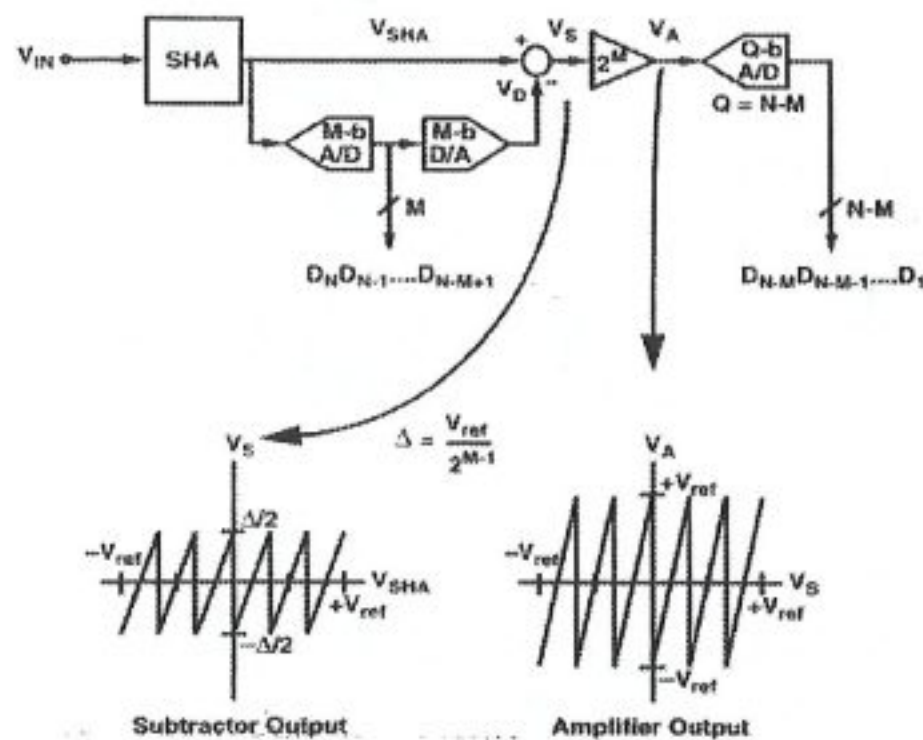 V_SHA V_S V_A
V_IN SHA + 2^M Q-b A/D
V_D -
Q = N-M
M-b A/D M-b D/A
M N-M
D_N D_N-1 .... D_N-M+1 D_N-M D_N-M-1 .... D_1
Δ = V_ref / 2^M-1
V_S V_A
Δ/2 +V_ref
-V_ref -V_ref
V_SHA V_S
+V_ref +V_ref
-Δ/2 -V_ref
Subtractor Output Amplifier Output